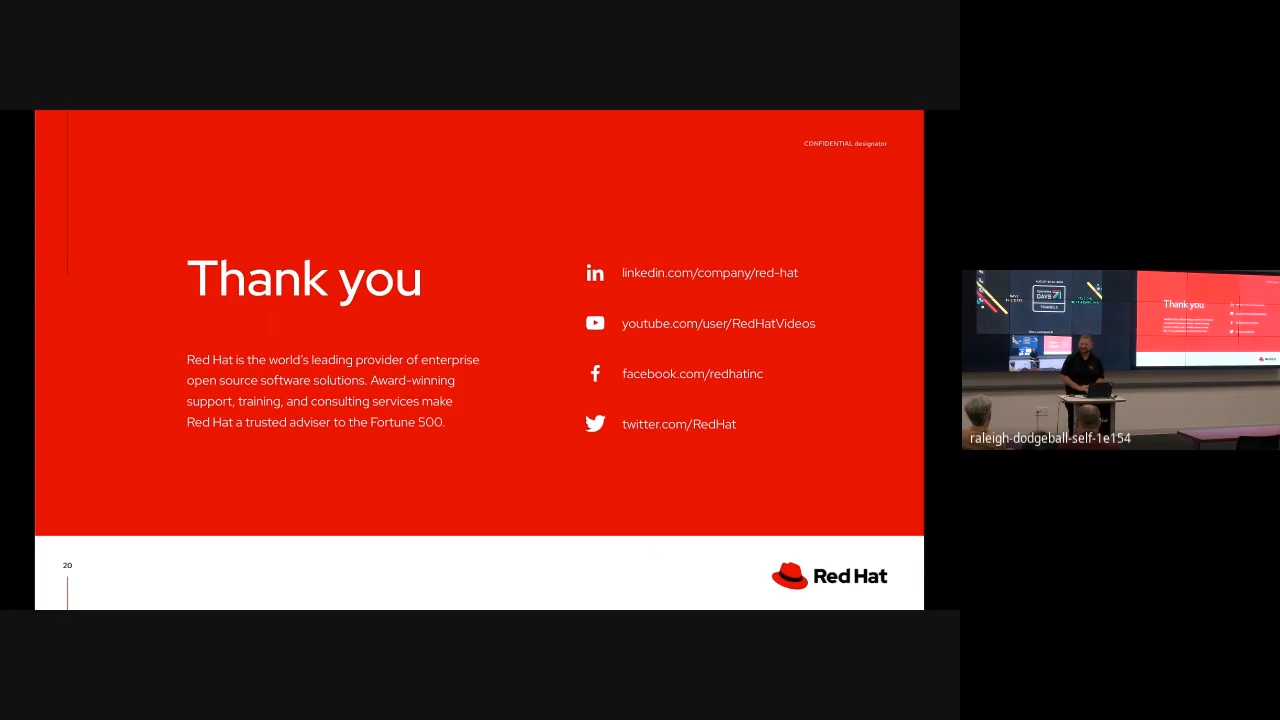 CONFIDENTIAL designator
Thank you
Red Hat is the world's leading provider of enterprise
open source software solutions. Award-winning
support, training, and consulting services make
Red Hat a trusted adviser to the Fortune 500.
linkedin.com/company/red-hat
youtube.com/user/RedHatVideos
facebook.com/redhatinc
twitter.com/RedHat
20
Red Hat
DAYS
Thank you
raleigh-dodgeball-self-1e154